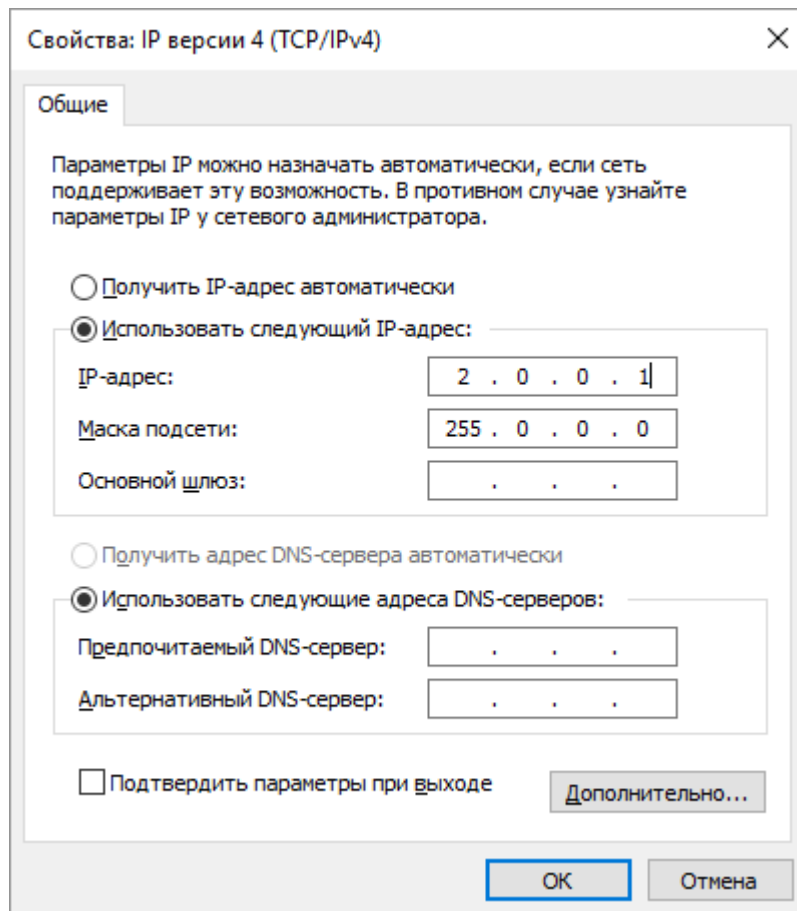 Свойства: IP версии 4 (TCP/IPv4)
Общие
Параметры IP можно назначать автоматически, если сеть
поддерживает эту возможность. В противном случае узнайте
параметры IP у сетевого администратора.
Получить IP-адрес автоматически
Использовать следующий IP-адрес:
IP-адрес: 2 . 0 . 0 . 1
Маска подсети: 255 . 0 . 0 . 0
Основной шлюз: . . .
Получить адрес DNS-сервера автоматически
Использовать следующие адреса DNS-серверов:
Предпочитаемый DNS-сервер: . . .
Альтернативный DNS-сервер: . . .
Подтвердить параметры при выходе
Дополнительно...
ОК Отмена